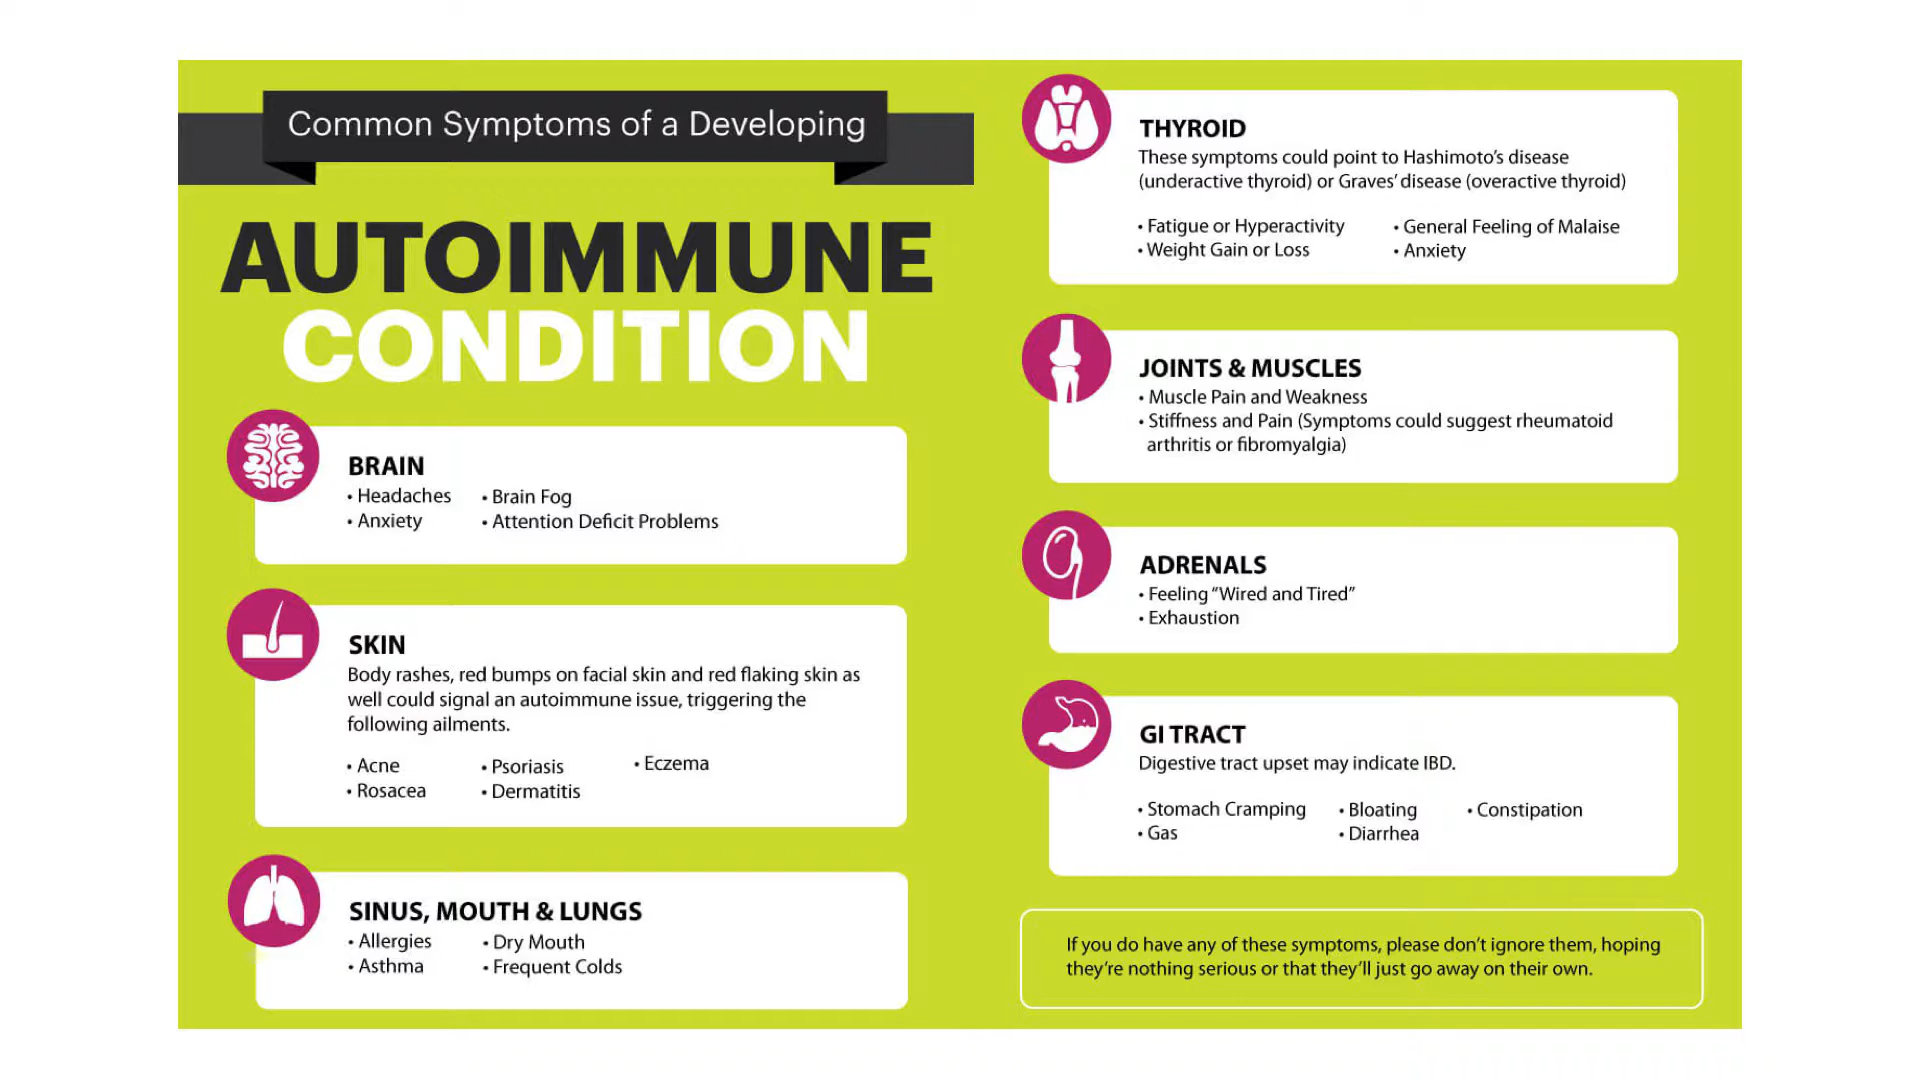 Common Symptoms of a Developing
AUTOIMMUNE
CONDITION
BRAIN
• Headaches • Brain Fog
• Anxiety • Attention Deficit Problems
SKIN
Body rashes, red bumps on facial skin and red flaking skin as
well could signal an autoimmune issue, triggering the
following ailments.
• Acne • Psoriasis • Eczema
• Rosacea • Dermatitis
SINUS, MOUTH & LUNGS
• Allergies • Dry Mouth
• Asthma • Frequent Colds
THYROID
These symptoms could point to Hashimoto's disease
(underactive thyroid) or Graves' disease (overactive thyroid)
• Fatigue or Hyperactivity • General Feeling of Malaise
• Weight Gain or Loss • Anxiety
JOINTS & MUSCLES
• Muscle Pain and Weakness
• Stiffness and Pain (Symptoms could suggest rheumatoid
arthritis or fibromyalgia)
ADRENALS
• Feeling “Wired and Tired”
• Exhaustion
GI TRACT
Digestive tract upset may indicate IBD.
• Stomach Cramping • Bloating • Constipation
• Gas • Diarrhea
If you do have any of these symptoms, please don't ignore them, hoping
they're nothing serious or that they'll just go away on their own.